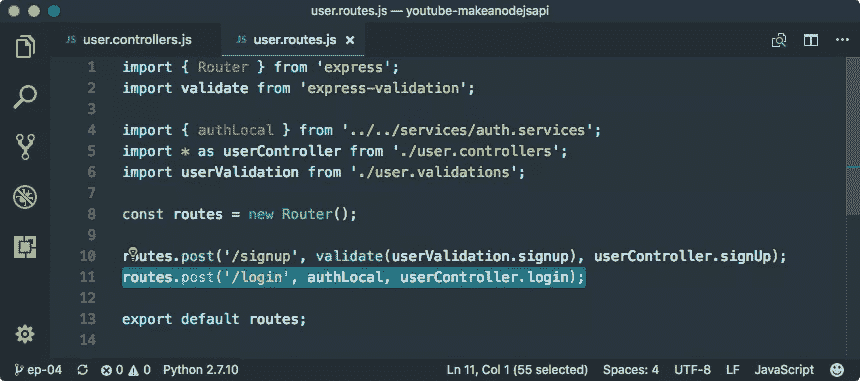 user.routes.js — youtube-makeanodejsapi
JS user.controllers.js JS user.routes.js ×
1 import { Router } from 'express';
2 import validate from 'express-validation';
3
4 import { authLocal } from '../../services/auth.services';
5 import * as userController from './user.controllers';
6 import userValidation from './user.validations';
7
8 const routes = new Router();
9
10 routes.post('/signup', validate(userValidation.signup), userController.signUp);
11 routes.post('/login', authLocal, userController.login);
12
13 export default routes;
14
ep-04 0 0 Python 2.7.10 Ln 11, Col 1 (55 selected) Spaces: 4 UTF-8 LF JavaScript